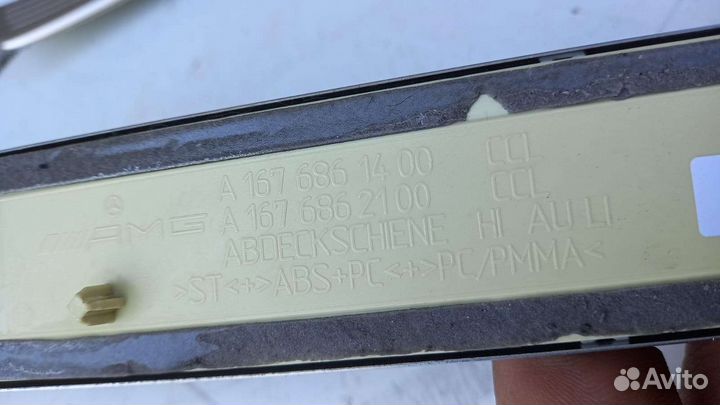 AMG
A 167 686 14 00 CCL
A 167 686 21 00 CCL
ABDECKSCHIENE HI AU LI
>ST<+>ABS+PC<+>PC/PMMA<
Avito